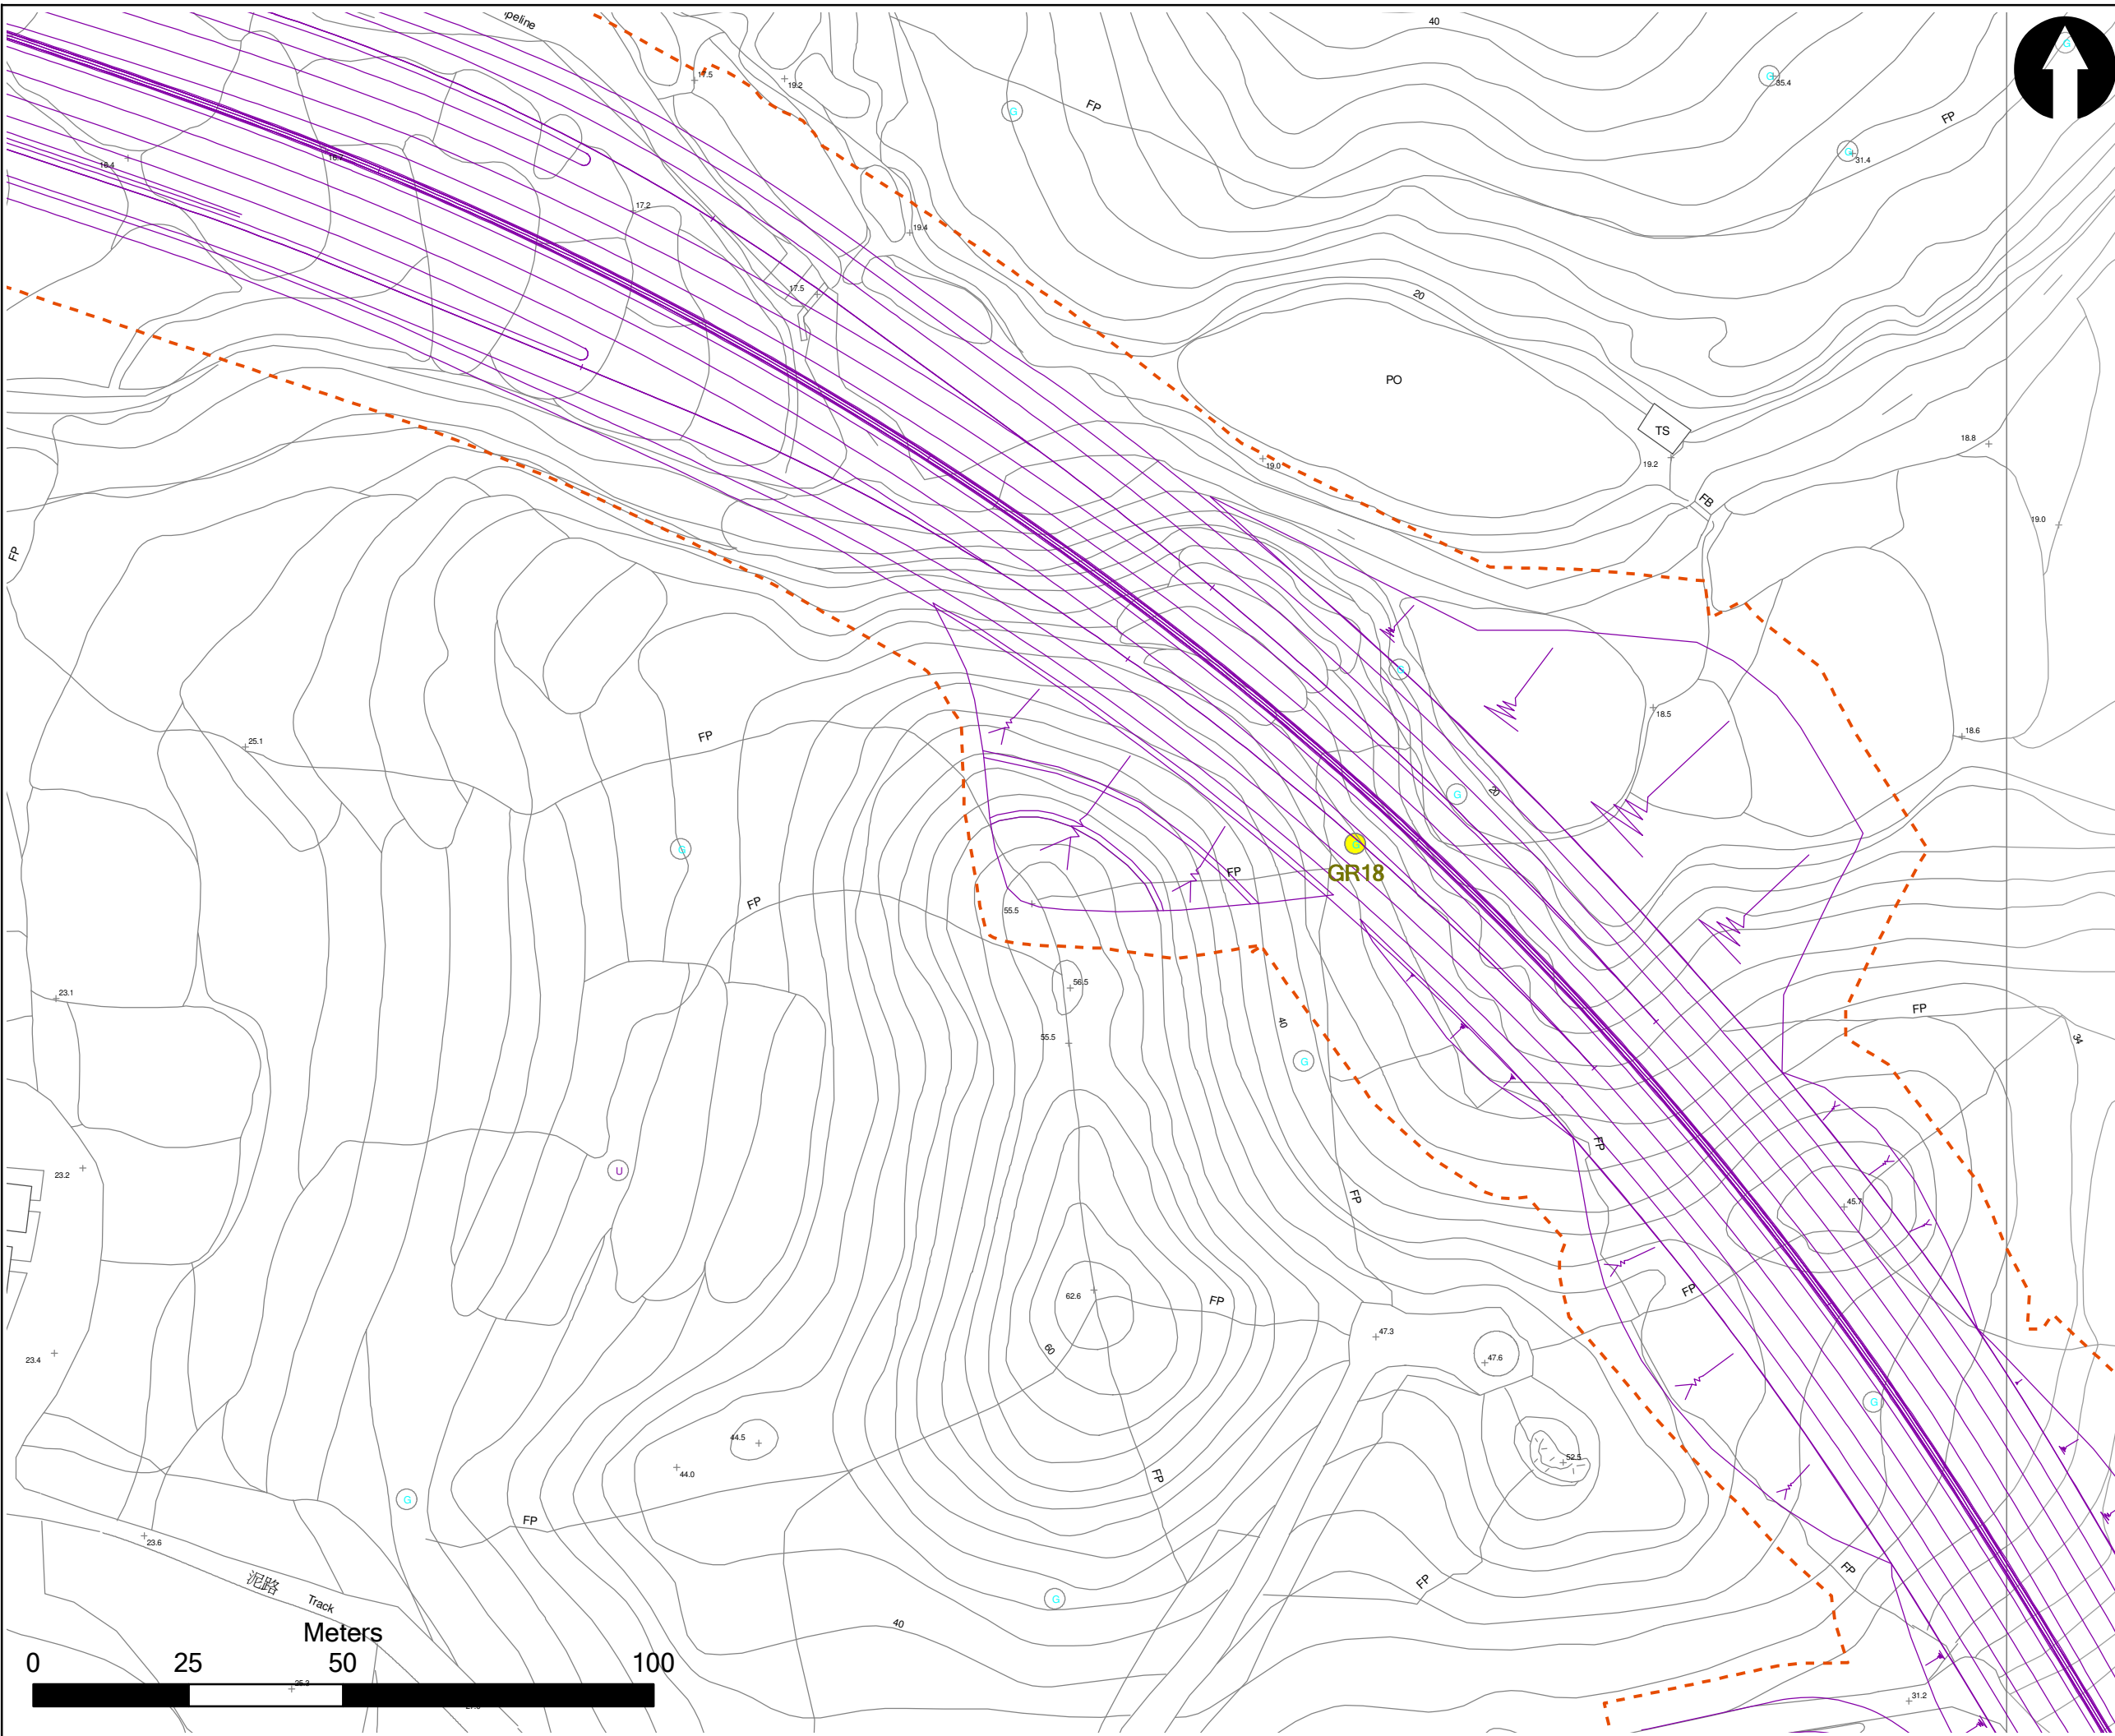 peline
40
17.5
19.2
G
35.4
G
G
FP
FP
G
31.4
16.4
17.2
19.4
17.5
20
PO
TS
18.8
19.0
19.2
FB
19.0
FP
G
18.5
18.6
FP
25.1
G
20
G
G
GR18
FP
FP
55.5
56.5
23.1
55.5
40
G
FP
34
FP
23.2
U
FP
45.7
62.6
FP
FP
60
47.3
47.6
23.4
G
44.5
44.0
52.5
FP
G
FP
23.6
FP
FP
泥路
Track
G
40
Meters
0 25 50 100
25.3
31.2